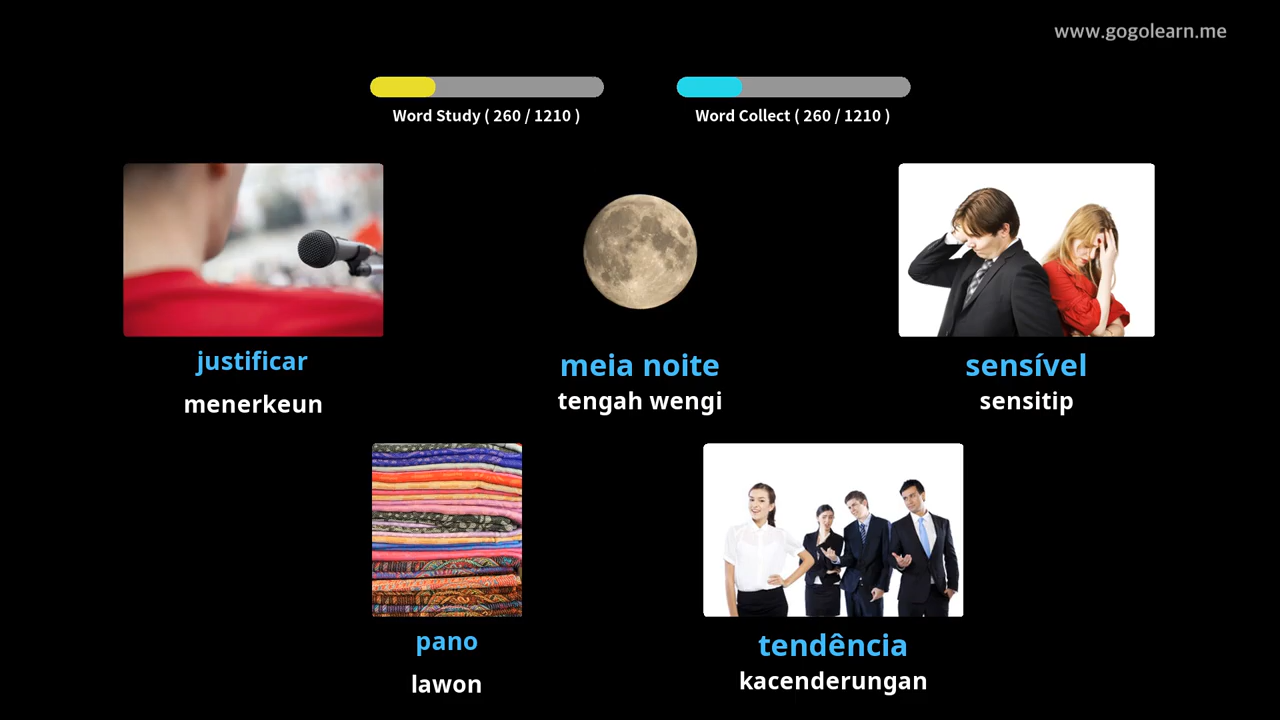 www.gogolearn.me
Word Study ( 260 / 1210 )
Word Collect ( 260 / 1210 )
justificar
menerkeun
meia noite
tengah wengi
sensível
sensitip
pano
lawon
tendência
kacenderungan